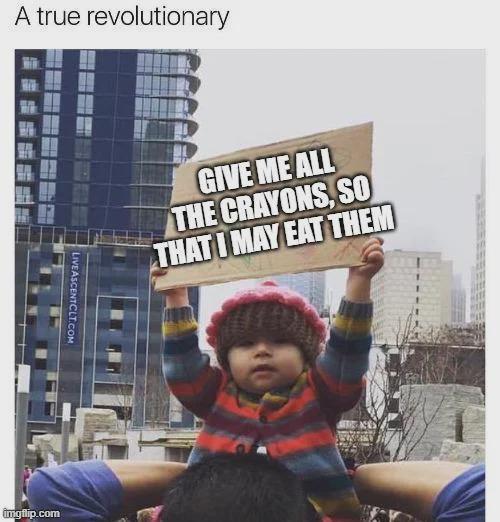 A true revolutionary
GIVE ME ALL
THE CRAYONS, SO
THAT I MAY EAT THEM
LIVEASCENTCLT.COM
imgflip.com